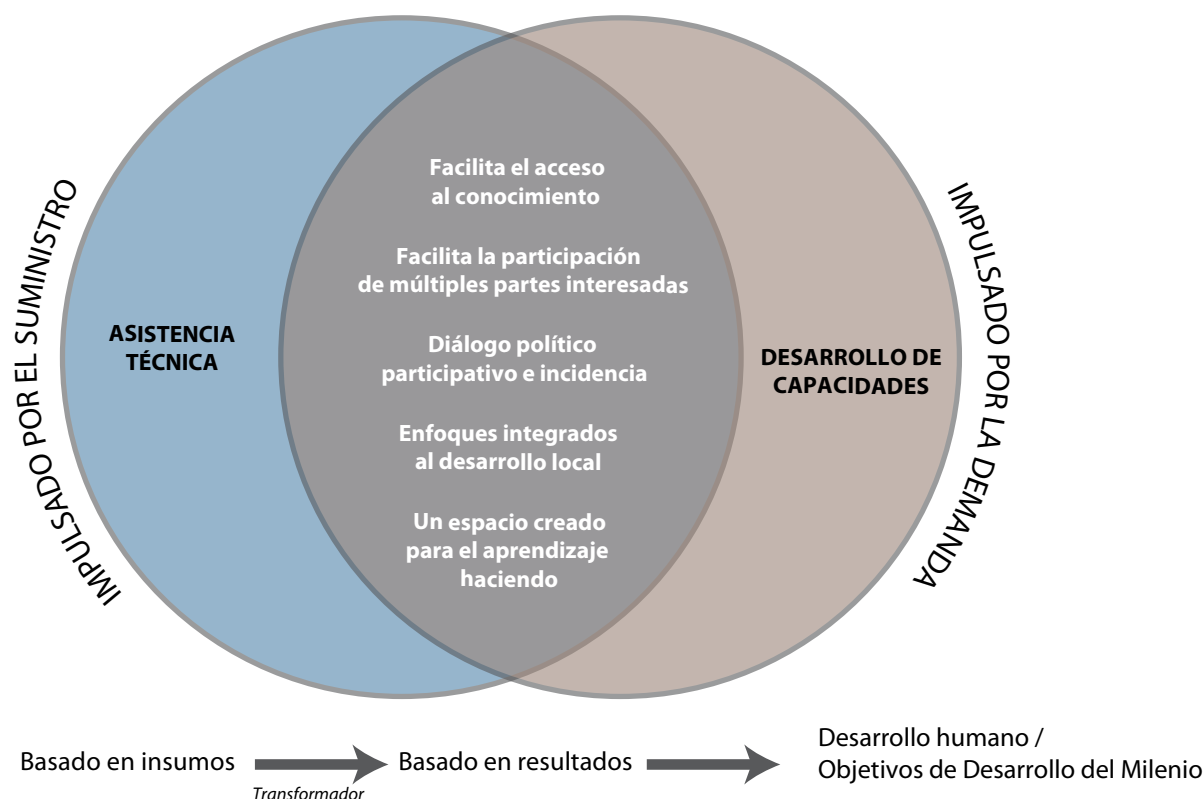 IMPULSADO POR EL SUMINISTRO
ASISTENCIA
TÉCNICA
Facilita el acceso
al conocimiento
Facilita la participación
de múltiples partes interesadas
Diálogo político
participativo e incidencia
Enfoques integrados
al desarrollo local
Un espacio creado
para el aprendizaje
haciendo
DESARROLLO DE
CAPACIDADES
IMPULSADO POR LA DEMANDA
Basado en insumos
Transformador
Basado en resultados
Desarrollo humano /
Objetivos de Desarrollo del Milenio